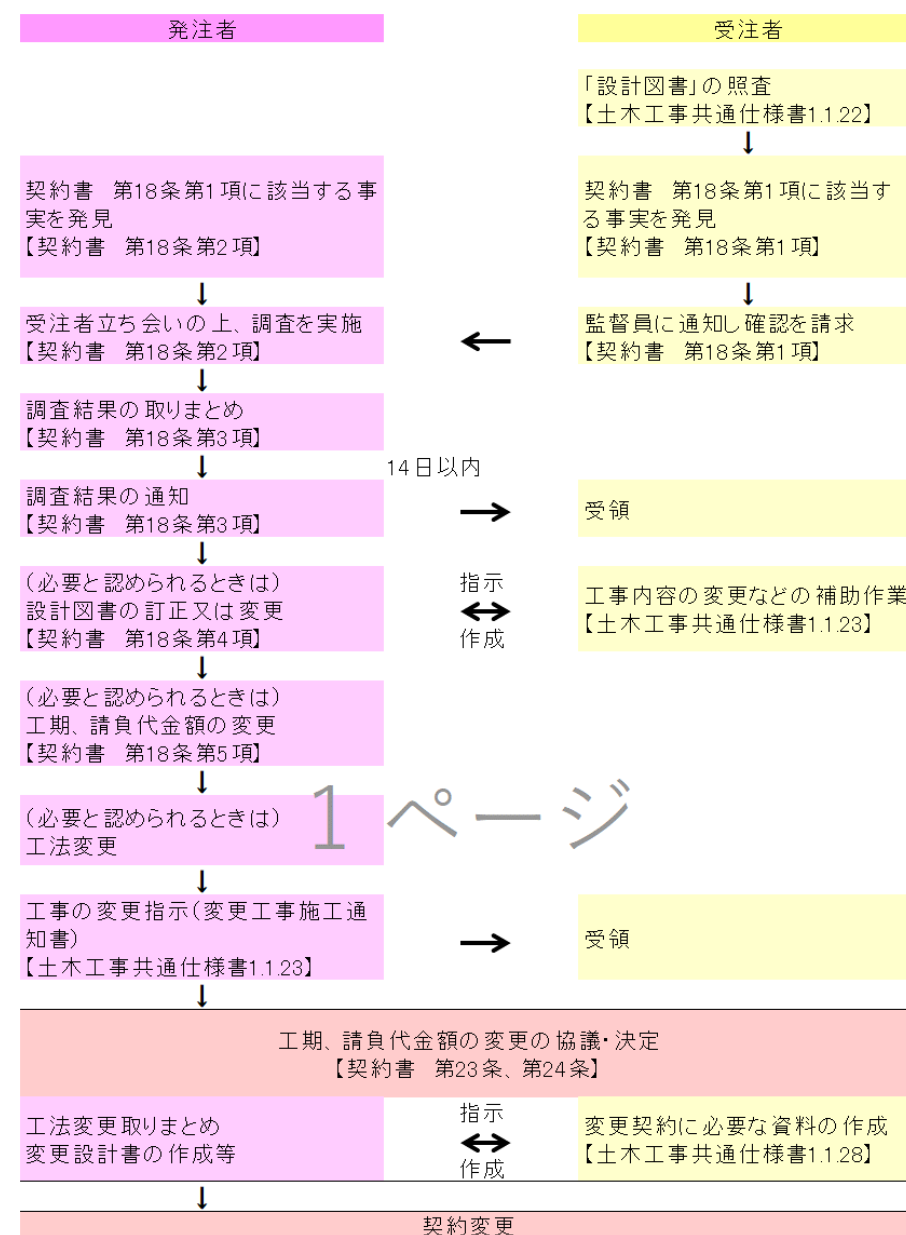 発注者
受注者
「設計図書」の照査
【土木工事共通仕様書1.1.22】
↓
契約書　第18条第1項に該当する事
実を発見
【契約書　第18条第2項】
契約書　第18条第1項に該当す
る事実を発見
【契約書　第18条第1項】
↓
↓
受注者立ち会いの上、調査を実施
【契約書　第18条第2項】
←
監督員に通知し確認を請求
【契約書　第18条第1項】
↓
調査結果の取りまとめ
【契約書　第18条第3項】
↓
14日以内
調査結果の通知
【契約書　第18条第3項】
→
受領
↓
（必要と認められるときは）
設計図書の訂正又は変更
【契約書　第18条第4項】
指示
↔
作成
工事内容の変更などの補助作業
【土木工事共通仕様書1.1.23】
↓
（必要と認められるときは）
工期、請負代金額の変更
【契約書　第18条第5項】
↓
1 ページ
（必要と認められるときは）
工法変更
↓
工事の変更指示（変更工事施工通
知書）
【土木工事共通仕様書1.1.23】
→
受領
↓
工期、請負代金額の変更の協議・決定
【契約書　第23条、第24条】
工法変更取りまとめ
変更設計書の作成等
指示
↔
作成
変更契約に必要な資料の作成
【土木工事共通仕様書1.1.28】
↓
契約変更